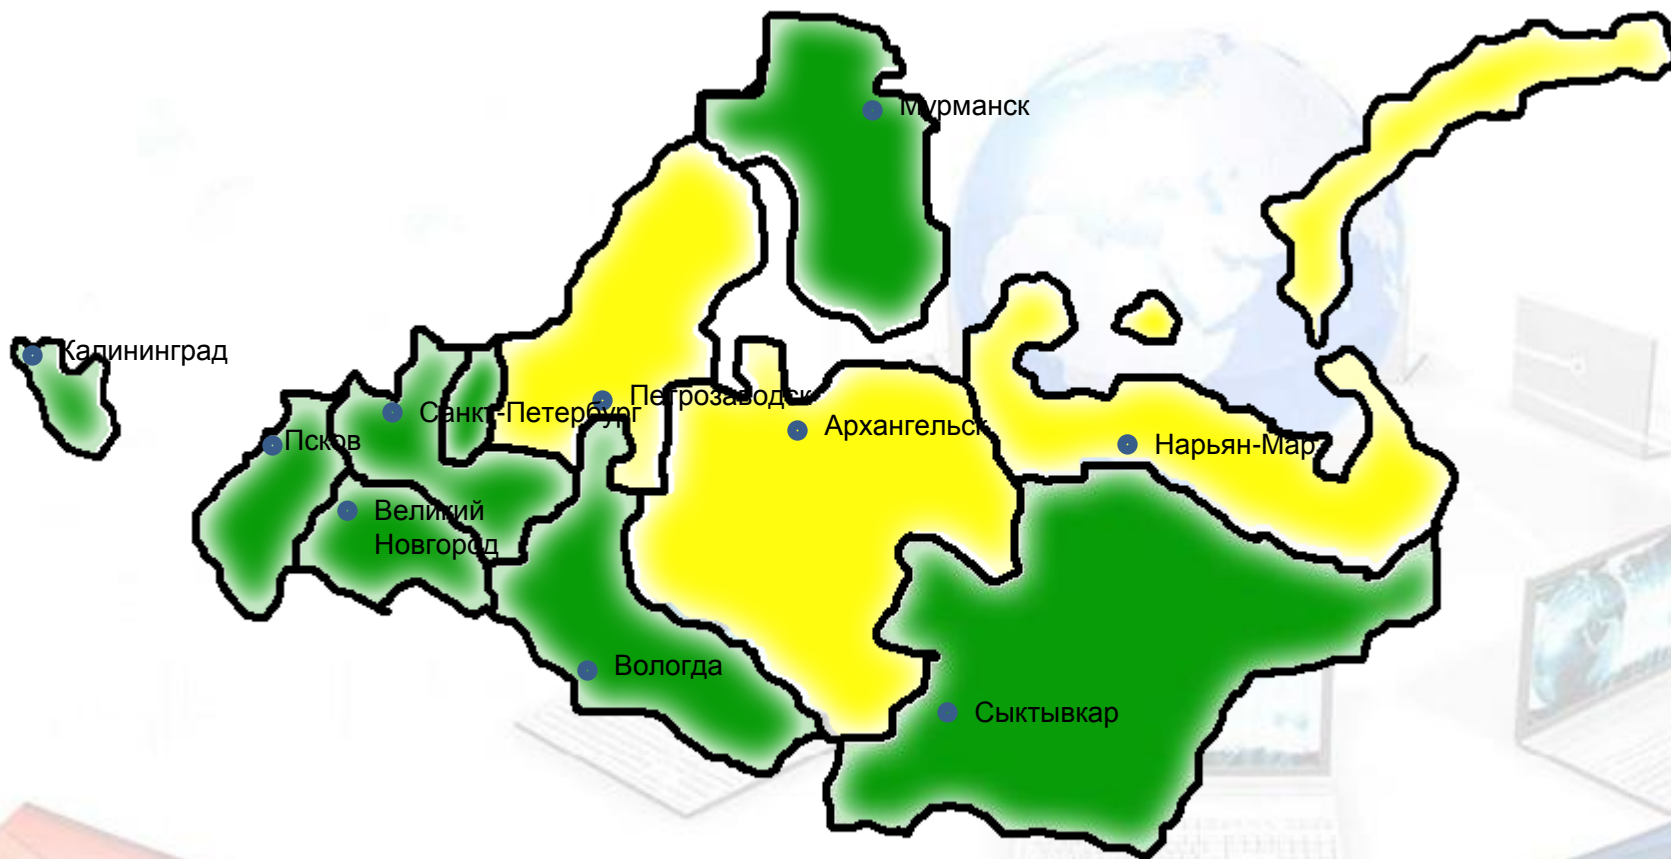 Мурманск
Калининград
Петрозаводск
Санкт-Петербург
Архангельск
Псков
Нарьян-Мар
Великий
Новгород
Вологда
Сыктывкар